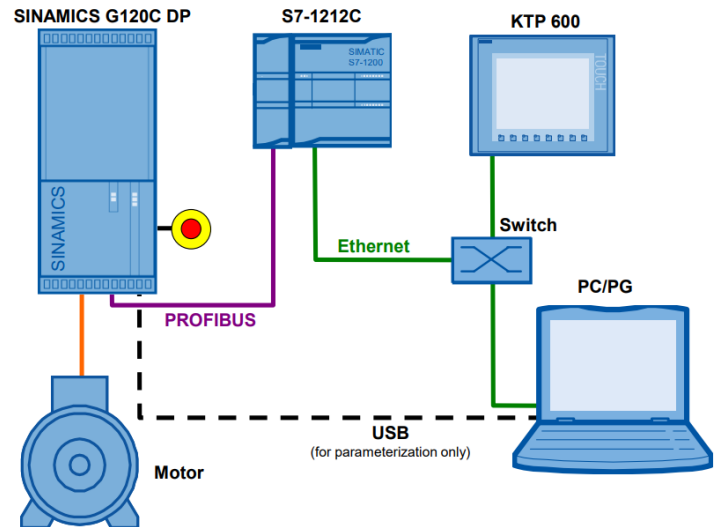 SINAMICS G120C DP
S7-1212C
KTP 600
SIMATIC
S7-1200
TOUCH
SINAMICS
Switch
Ethernet
PC/PG
PROFIBUS
USB
(for parameterization only)
Motor